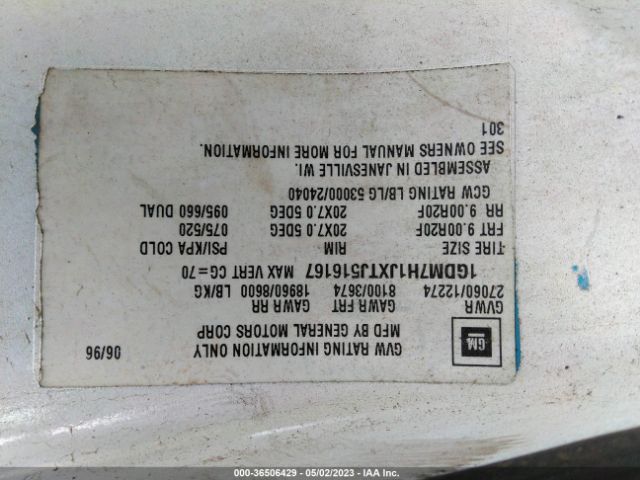 GVW RATING INFORMATION ONLY 06/96
MFD BY GENERAL MOTORS CORP
GM
GVWR GAWR FRT GAWR RR
27060/12274 8100/3674 18960/8600 LB/KG
1GDM7H1JXTJ516167 MAX VERT CG=70
TIRE SIZE RIM PSI/KPA COLD
FRT 9.00R20F 20X7.0 5DEG 075/520
RR 9.00R20F 20X7.0 5DEG 095/660 DUAL
GCW RATING LB/LG 53000/24040
ASSEMBLED IN JANESVILLE WI.
SEE OWNERS MANUAL FOR MORE INFORMATION.
301
000-36506429 - 05/02/2023 - IAA Inc.